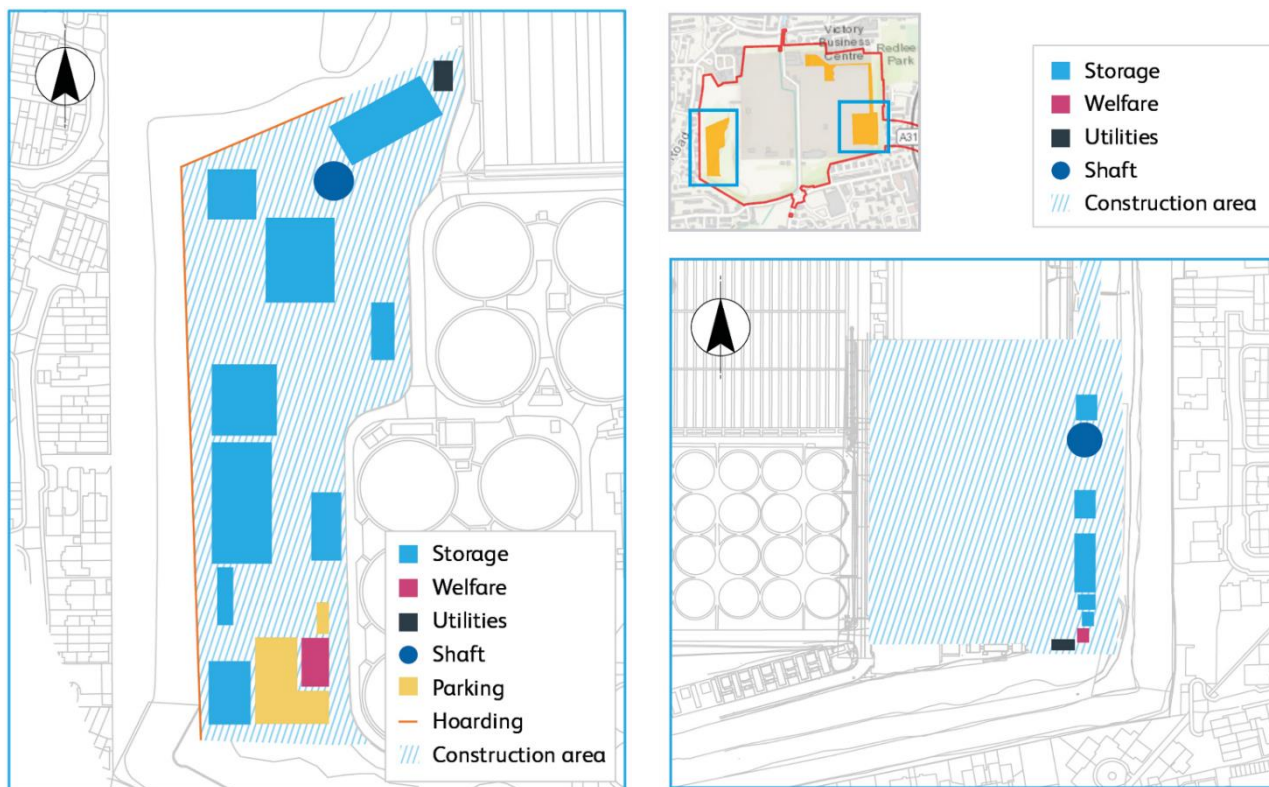 Storage
Welfare
Utilities
Shaft
Parking
Hoarding
Construction area
Victory
Business
Centre
Redlee
Park
Road
A31
Storage
Welfare
Utilities
Shaft
Construction area